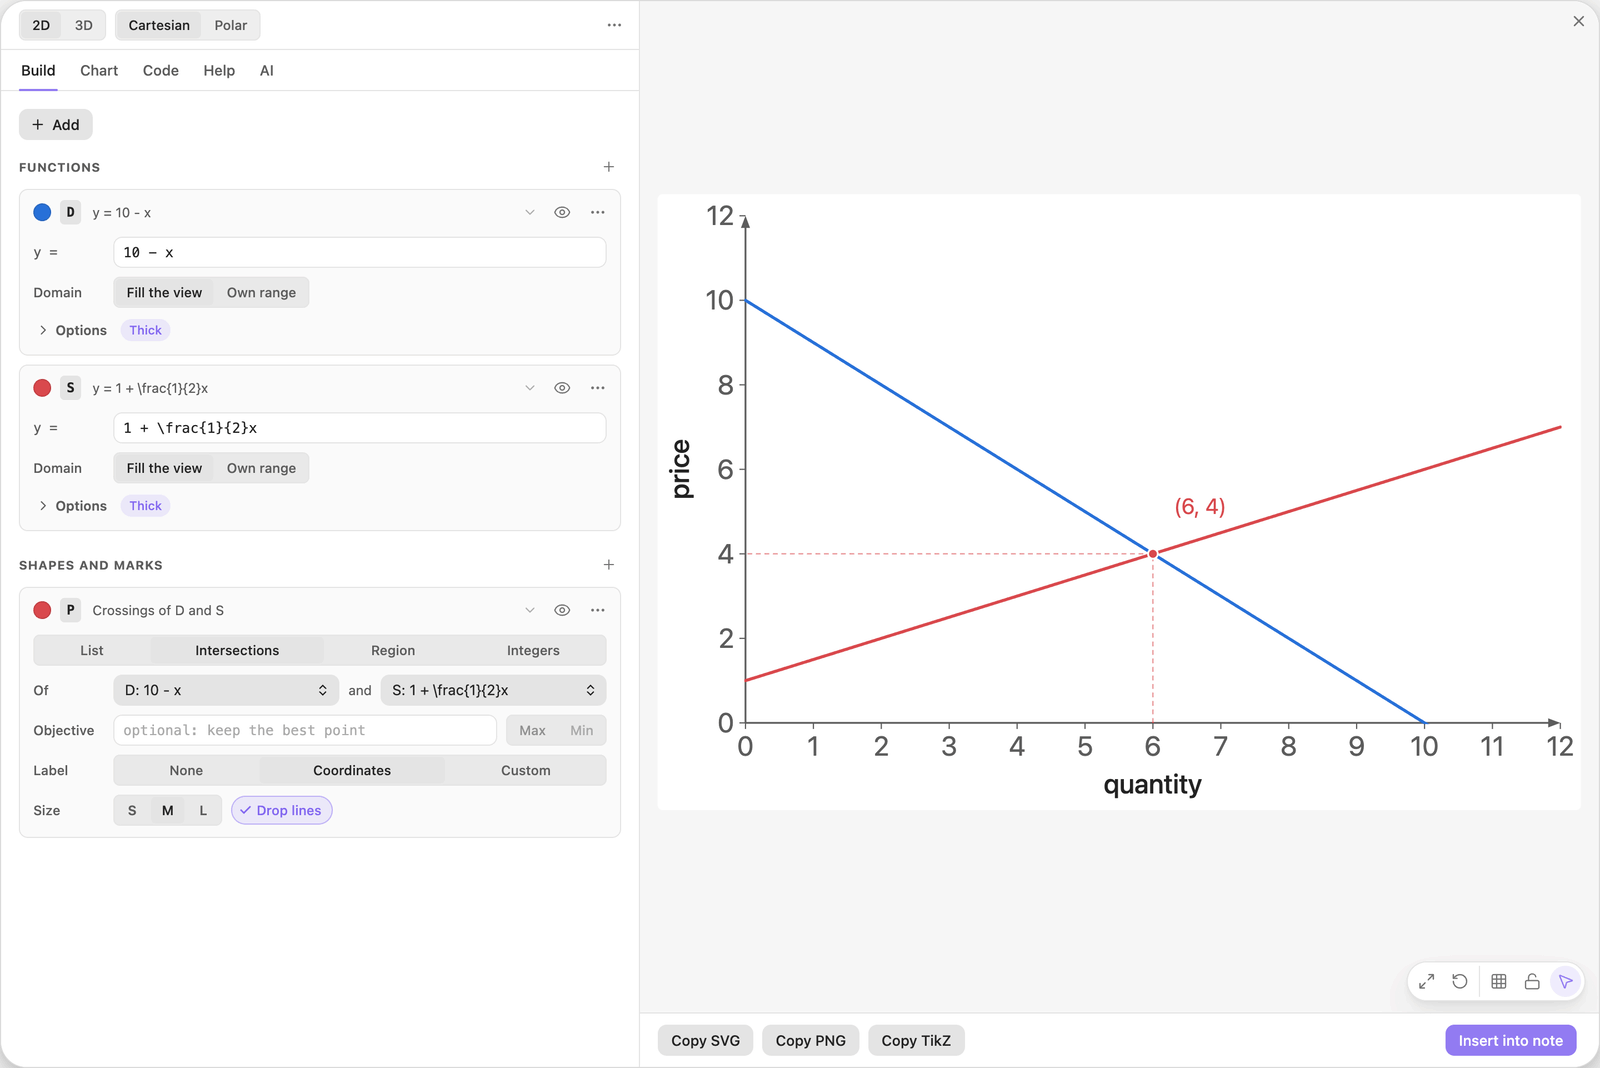 2D 3D Cartesian Polar
Build Chart Code Help AI
+ Add
FUNCTIONS
D y = 10 - x
y = 10 − x
Domain Fill the view Own range
Options Thick
S y = 1 + \frac{1}{2}x
y = 1 + \frac{1}{2}x
Domain Fill the view Own range
Options Thick
SHAPES AND MARKS
P Crossings of D and S
List Intersections Region Integers
Of D: 10 - x and S: 1 + \frac{1}{2}x
Objective optional: keep the best point Max Min
Label None Coordinates Custom
Size S M L Drop lines
12
10
8
6
4
2
0
price
(6, 4)
0 1 2 3 4 5 6 7 8 9 10 11 12
quantity
Copy SVG Copy PNG Copy TikZ Insert into note